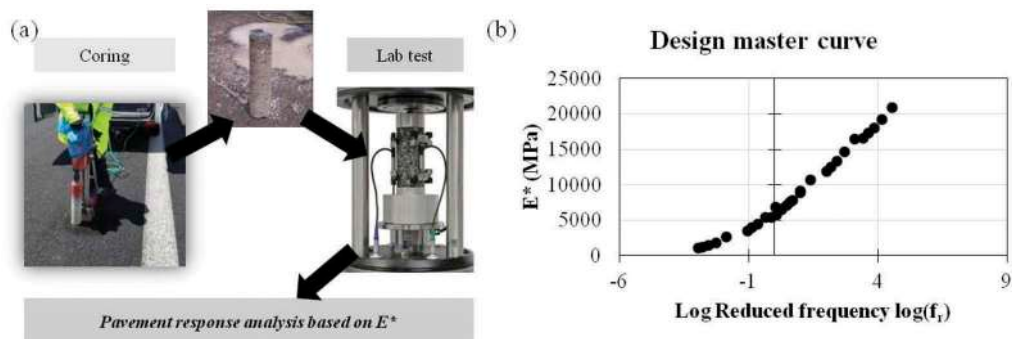 (a)
Coring
Lab test
Pavement response analysis based on E*
(b)
Design master curve
E* (MPa)
25000
20000
15000
10000
5000
0
-6
-1
4
9
Log Reduced frequency log(fr)